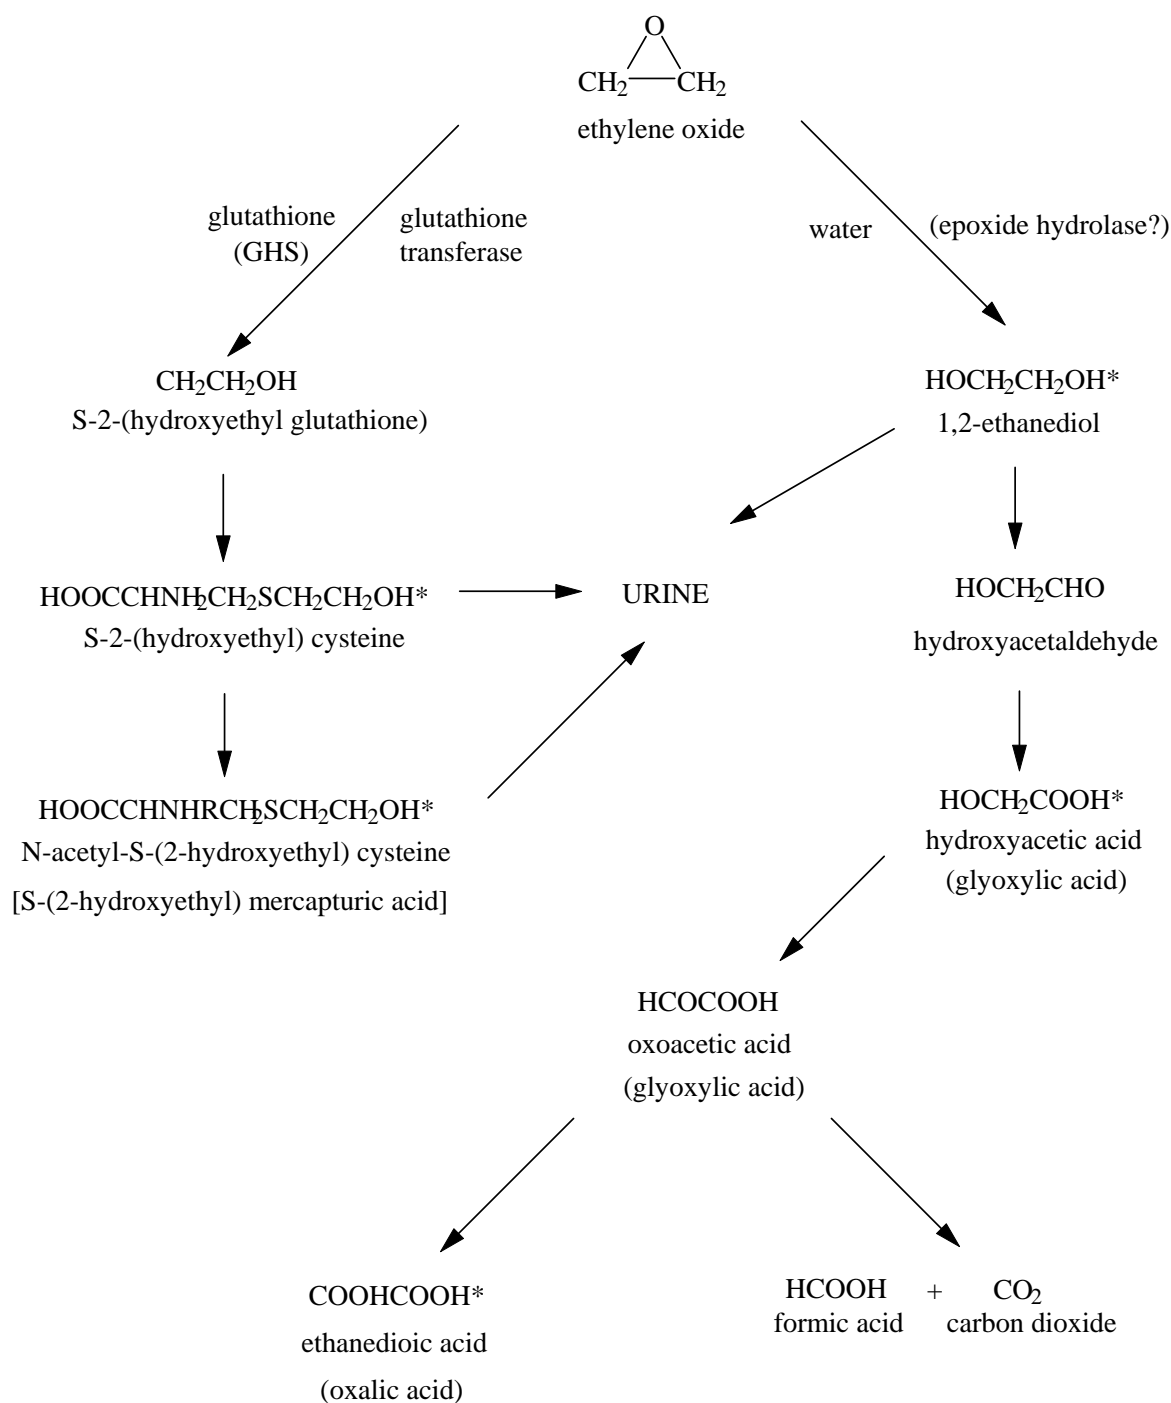 O
CH2 CH2
ethylene oxide
glutathione
(GHS)
glutathione
transferase
water
(epoxide hydrolase?)
CH2CH2OH
S-2-(hydroxyethyl glutathione)
HOCH2CH2OH*
1,2-ethanediol
HOOCCHNH2CH2SCH2CH2OH*
S-2-(hydroxyethyl) cysteine
URINE
HOCH2CHO
hydroxyacetaldehyde
HOOCCHNHRCH2SCH2CH2OH*
N-acetyl-S-(2-hydroxyethyl) cysteine
[S-(2-hydroxyethyl) mercapturic acid]
HOCH2COOH*
hydroxyacetic acid
(glyoxylic acid)
HCOCOOH
oxoacetic acid
(glyoxylic acid)
COOHCOOH*
ethanedioic acid
(oxalic acid)
HCOOH + CO2
formic acid carbon dioxide